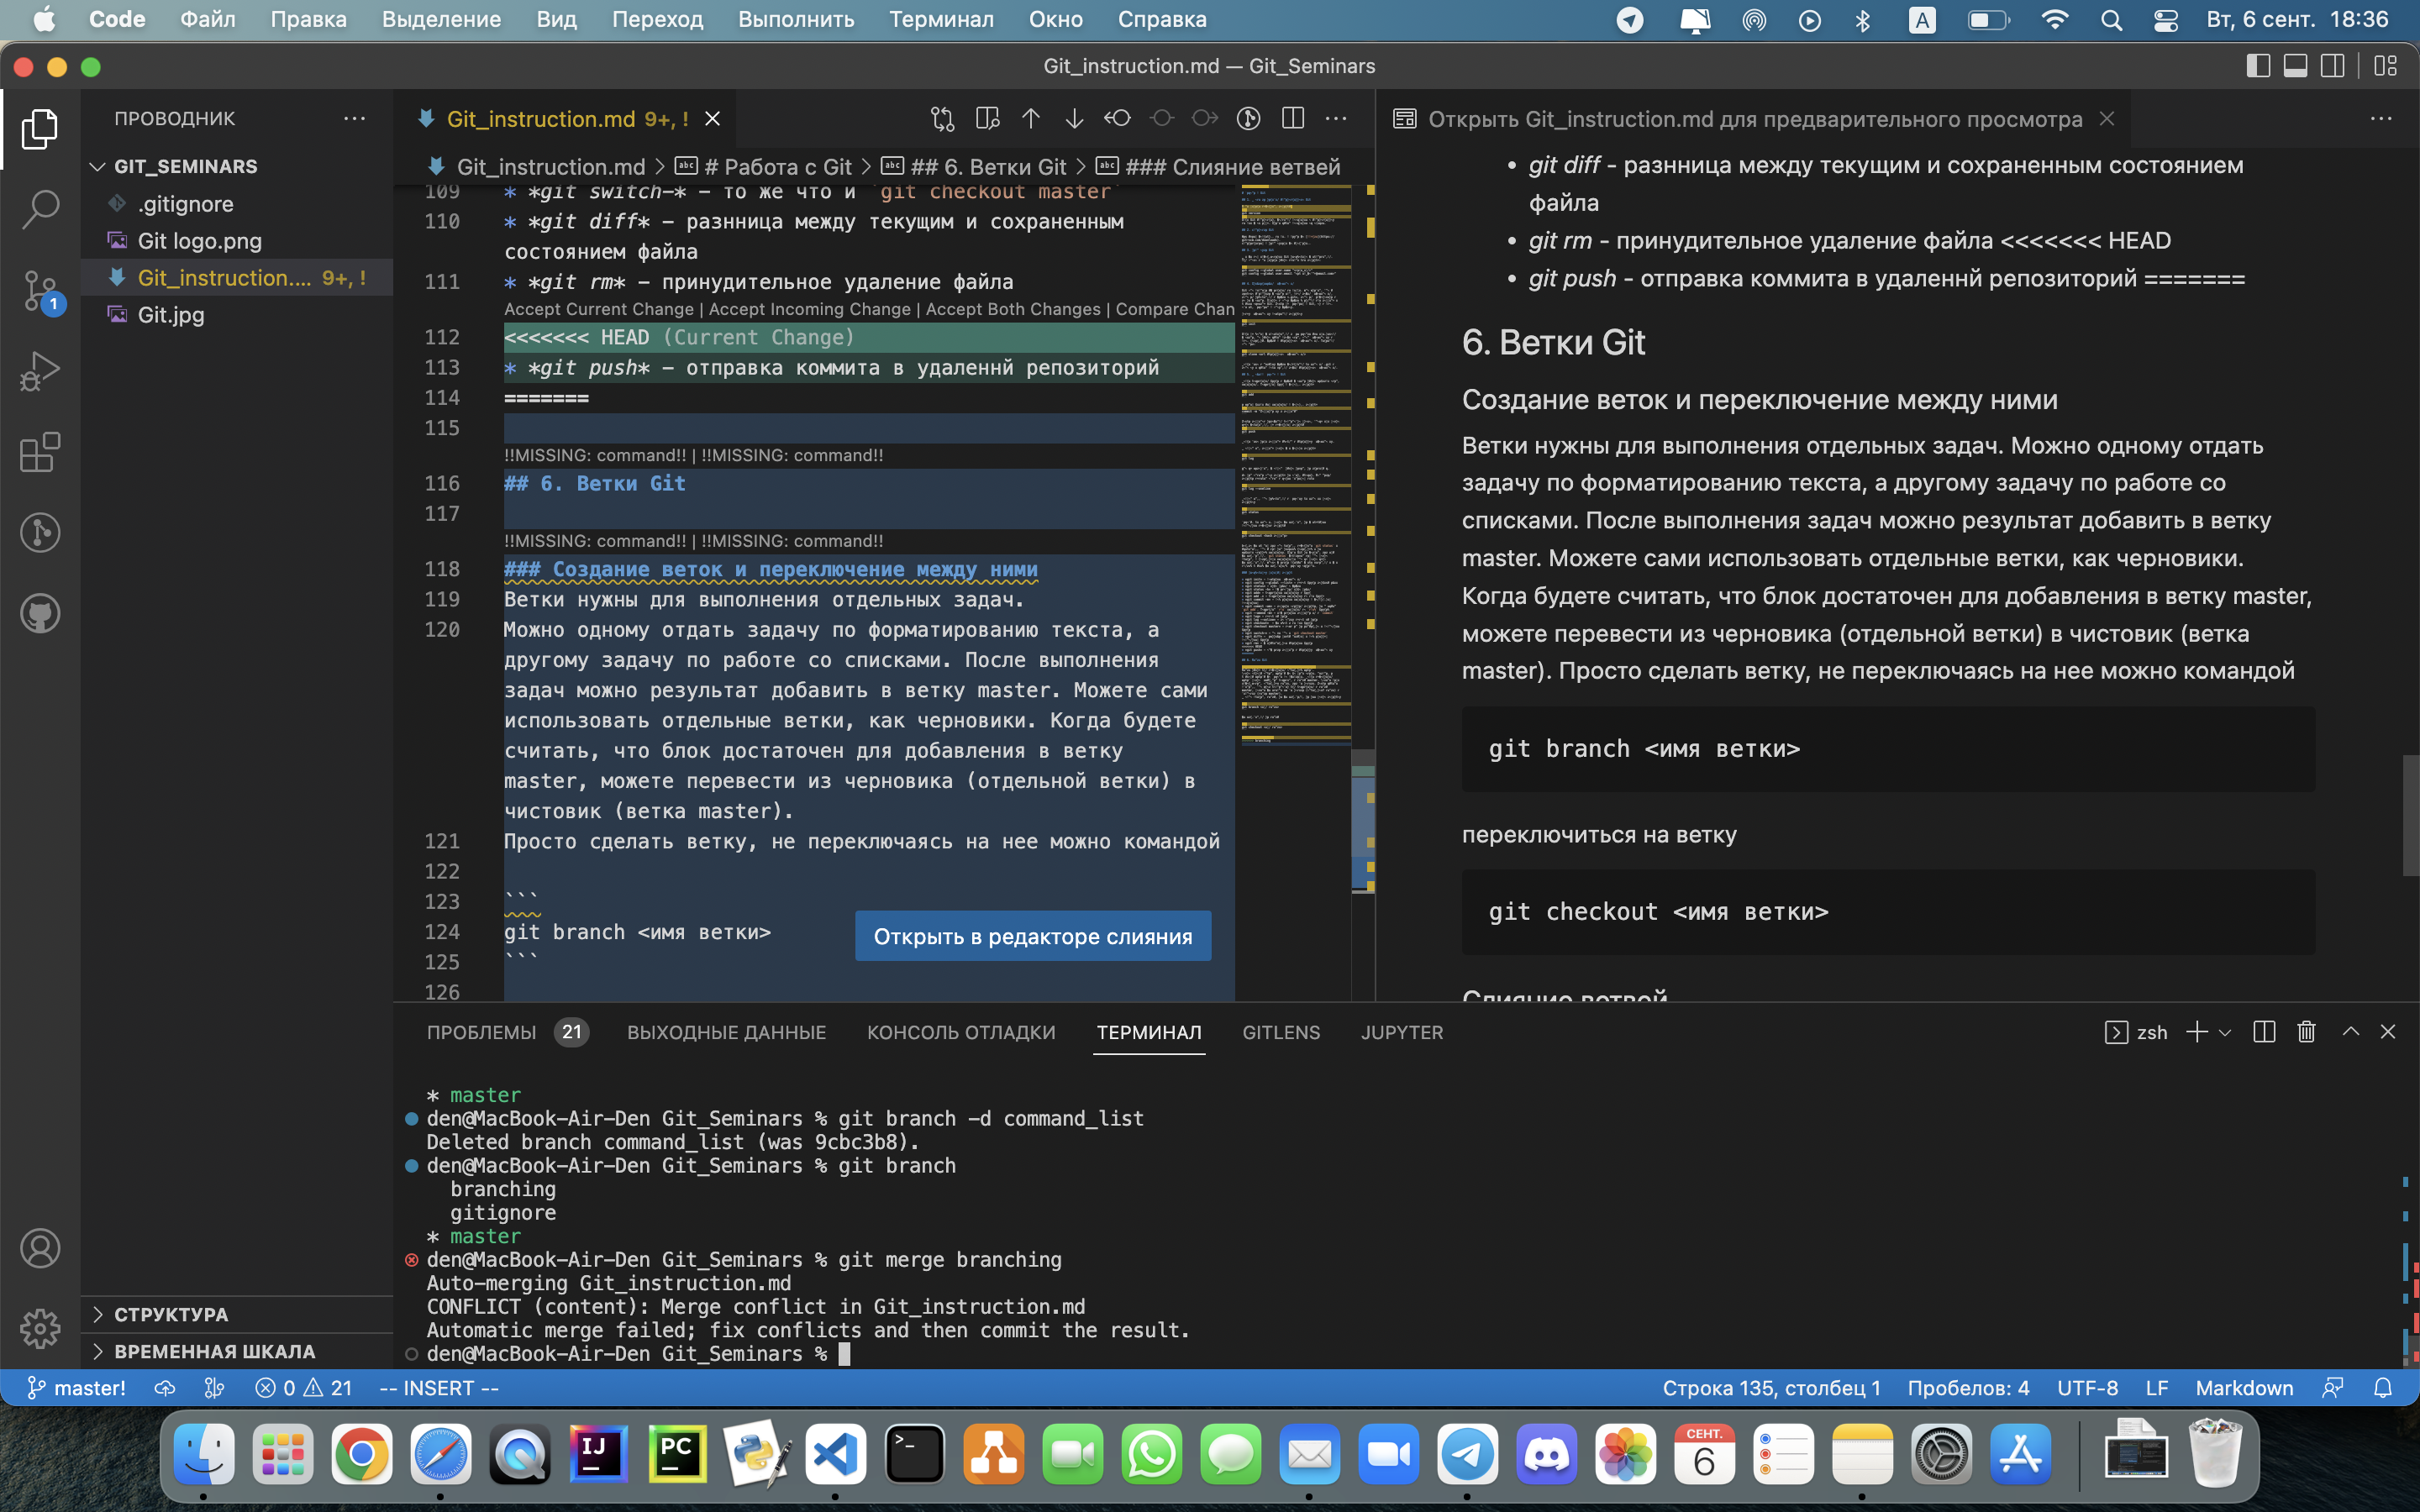 Code Файл Правка Выделение Вид Переход Выполнить Терминал Окно Справка
A Вт, 6 сент. 18:36
Git_instruction.md — Git_Seminars
ПРОВОДНИК
GIT_SEMINARS
.gitignore
Git logo.png
Git_instruction.... 9+, !
Git.jpg
1
СТРУКТУРА
ВРЕМЕННАЯ ШКАЛА
Git_instruction.md 9+, !
Git_instruction.md > # Работа с Git > ## 6. Ветки Git > ### Слияние ветвей
109 * *git switch-* - то же что и `git checkout master`
110 * *git diff* - разнница между текущим и сохраненным
состоянием файла
111 * *git rm* - принудительное удаление файла
Accept Current Change | Accept Incoming Change | Accept Both Changes | Compare Chan
112 <<<<<<< HEAD (Current Change)
113 * *git push* - отправка коммита в удаленнй репозиторий
114 =======
115
!!MISSING: command!! | !!MISSING: command!!
116 ## 6. Ветки Git
117
!!MISSING: command!! | !!MISSING: command!!
118 ### Создание веток и переключение между ними
119 Ветки нужны для выполнения отдельных задач.
120 Можно одному отдать задачу по форматированию текста, а
другому задачу по работе со списками. После выполнения
задач можно результат добавить в ветку master. Можете сами
использовать отдельные ветки, как черновики. Когда будете
считать, что блок достаточен для добавления в ветку
master, можете перевести из черновика (отдельной ветки) в
чистовик (ветка master).
121 Просто сделать ветку, не переключаясь на нее можно командой
122
123 ```
124 git branch <имя ветки>
125 ```
126
Открыть в редакторе слияния
Открыть Git_instruction.md для предварительного просмотра
• git diff - разнница между текущим и сохраненным состоянием
файла
• git rm - принудительное удаление файла <<<<<<< HEAD
• git push - отправка коммита в удаленнй репозиторий =======
6. Ветки Git
Создание веток и переключение между ними
Ветки нужны для выполнения отдельных задач. Можно одному отдать
задачу по форматированию текста, а другому задачу по работе со
списками. После выполнения задач можно результат добавить в ветку
master. Можете сами использовать отдельные ветки, как черновики.
Когда будете считать, что блок достаточен для добавления в ветку master,
можете перевести из черновика (отдельной ветки) в чистовик (ветка
master). Просто сделать ветку, не переключаясь на нее можно командой
git branch <имя ветки>
переключиться на ветку
git checkout <имя ветки>
Слияние ветвей
ПРОБЛЕМЫ 21 ВЫХОДНЫЕ ДАННЫЕ КОНСОЛЬ ОТЛАДКИ ТЕРМИНАЛ GITLENS JUPYTER
zsh
* master
den@MacBook-Air-Den Git_Seminars % git branch -d command_list
Deleted branch command_list (was 9cbc3b8).
den@MacBook-Air-Den Git_Seminars % git branch
branching
gitignore
* master
den@MacBook-Air-Den Git_Seminars % git merge branching
Auto-merging Git_instruction.md
CONFLICT (content): Merge conflict in Git_instruction.md
Automatic merge failed; fix conflicts and then commit the result.
den@MacBook-Air-Den Git_Seminars %
master! 0 21 -- INSERT -- Строка 135, столбец 1 Пробелов: 4 UTF-8 LF Markdown
IJ PC СЕНТ. 6